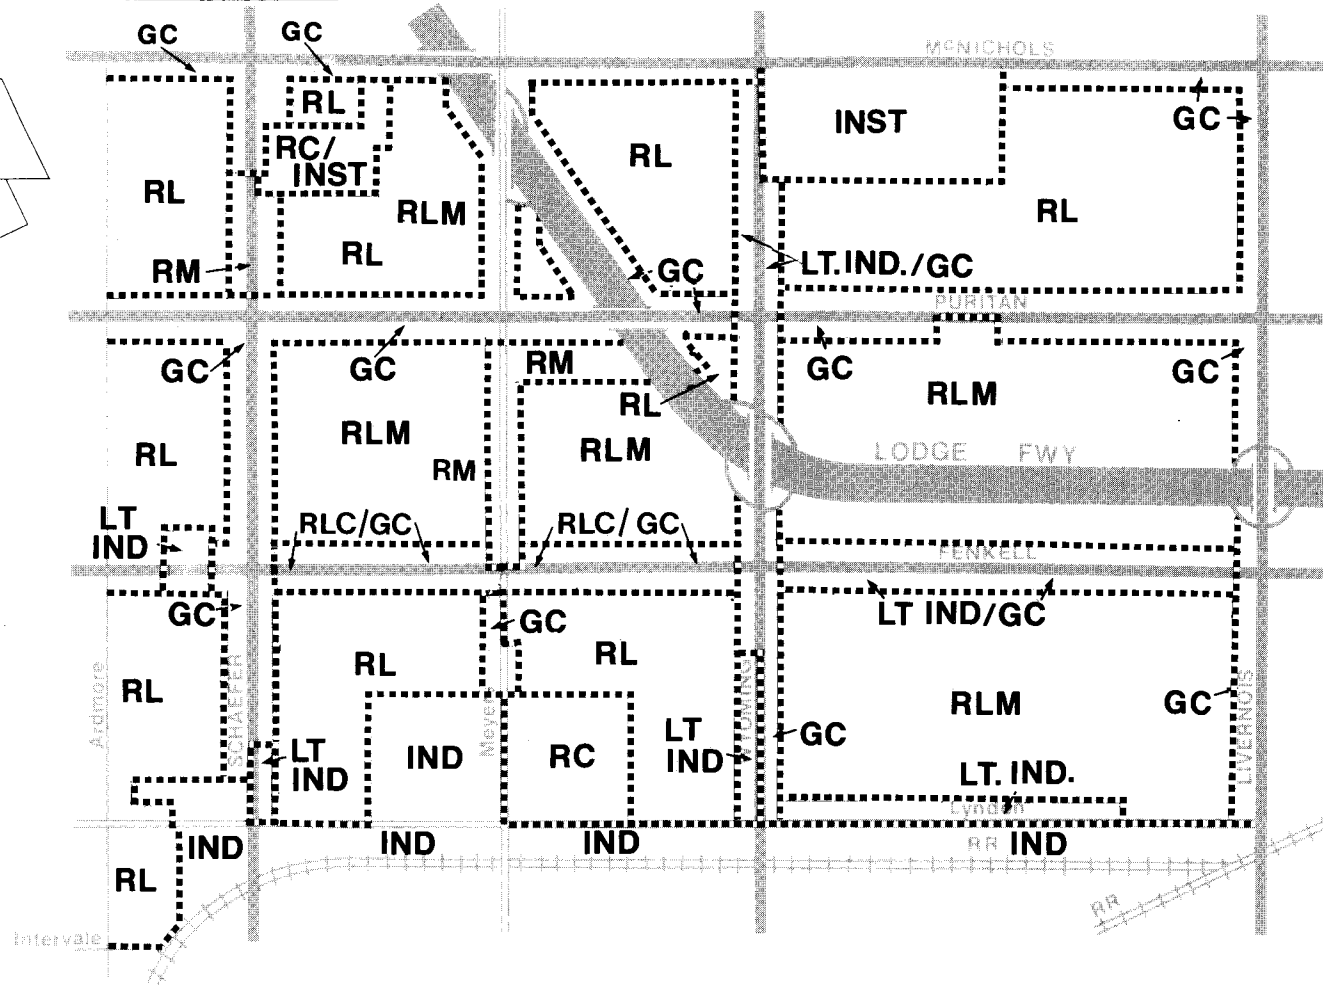 GC
GC
McNICHOLS
RL
INST
GC
RC/
INST
RL
RL
RLM
RL
RL
RM
GC
LT.IND./GC
PURITAN
GC
GC
RM
GC
GC
RL
RLM
RLM
RLM
RL
RM
LODGE FWY
LT
IND
RLC/GC
RLC/GC
FENKELL
GC
GC
LT IND/GC
RL
RL
RL
RLM
GC
Ardmore
SCHAEFER
Meyers
WYOMING
LIVERNOIS
LT
IND
IND
RC
LT
IND
GC
LT. IND.
Lyndon
IND
IND
IND
RR
IND
RL
RR
Intervale